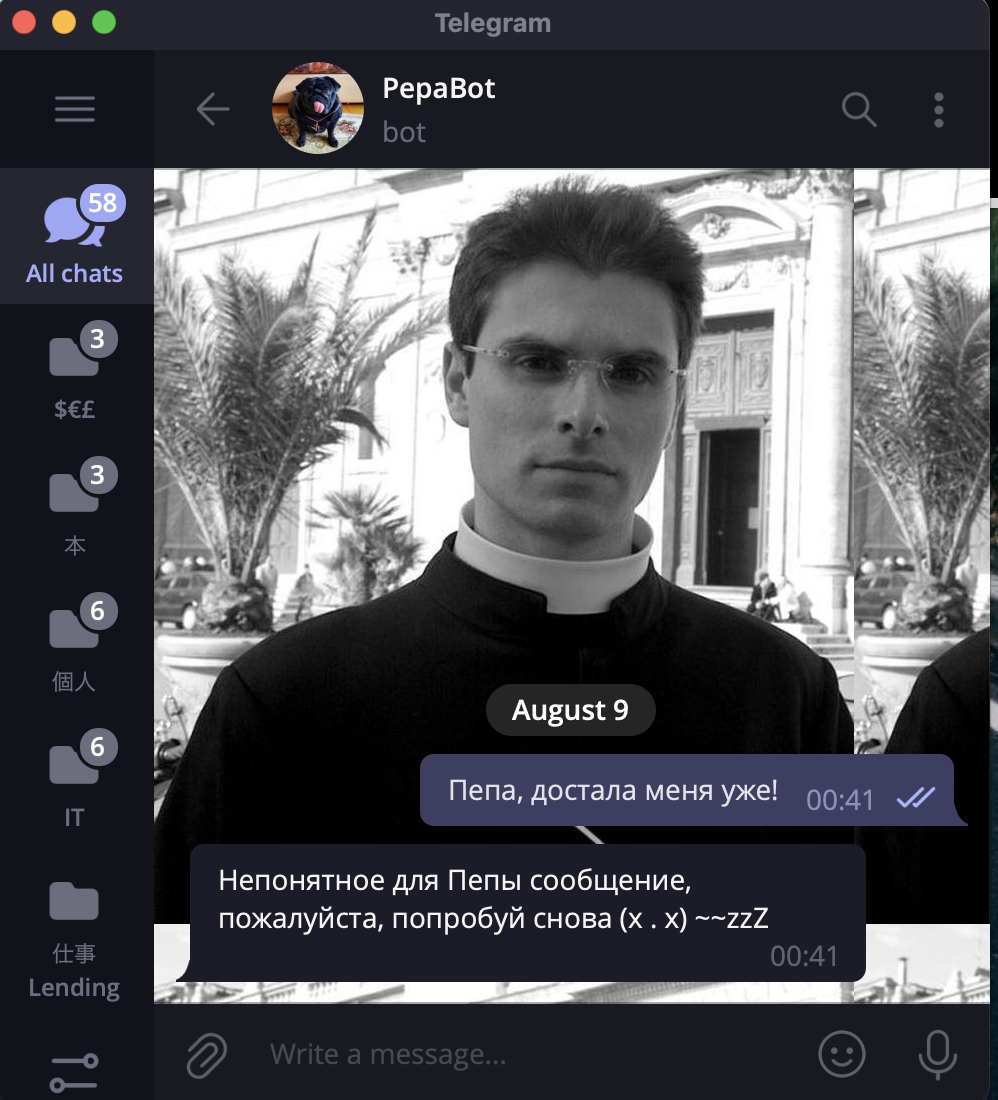 Telegram
PepaBot
bot
58
All chats
3
$€£
3
本
6
個人
6
IT
仕事
Lending
August 9
Пепа, достала меня уже!
00:41
Непонятное для Пепы сообщение,
пожалуйста, попробуй снова (x . x) ~~zzZ
00:41
Write a message...